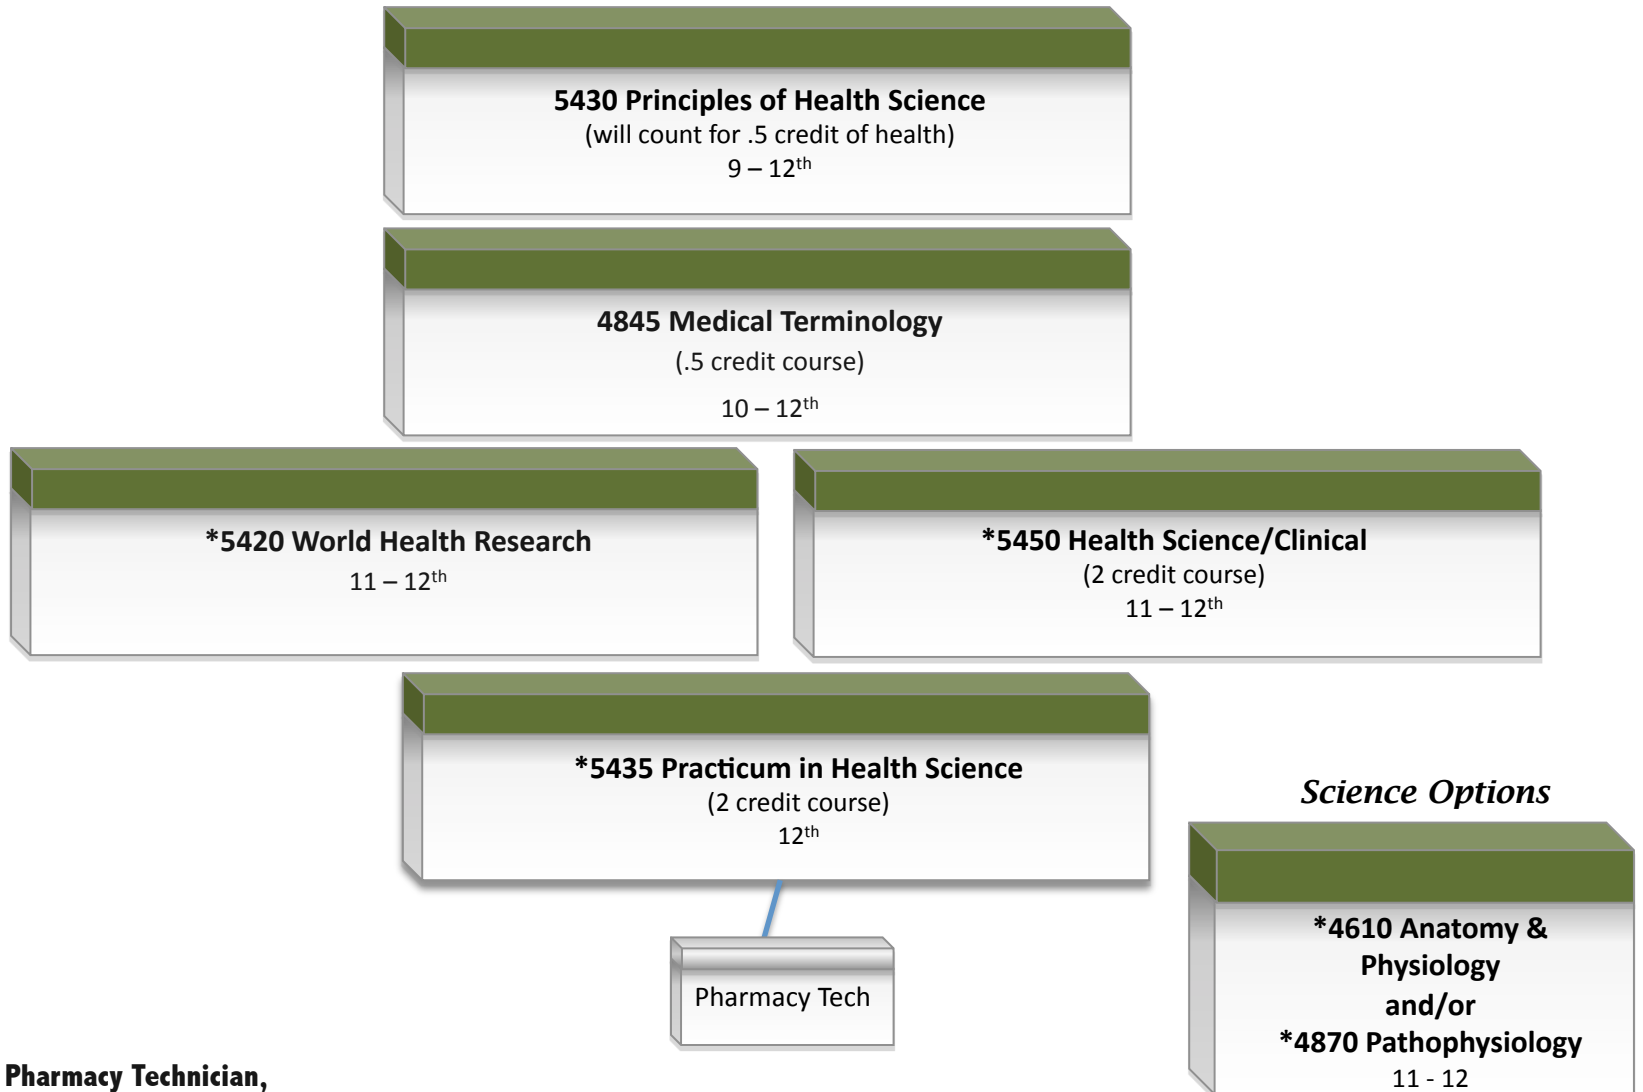 5430 Principles of Health Science
(will count for .5 credit of health)
9 – 12th
4845 Medical Terminology
(.5 credit course)
10 – 12th
*5420 World Health Research
11 – 12th
*5450 Health Science/Clinical
(2 credit course)
11 – 12th
*5435 Practicum in Health Science
(2 credit course)
12th
Pharmacy Tech
Science Options
*4610 Anatomy &
Physiology
and/or
*4870 Pathophysiology
11 - 12
Pharmacy Technician,